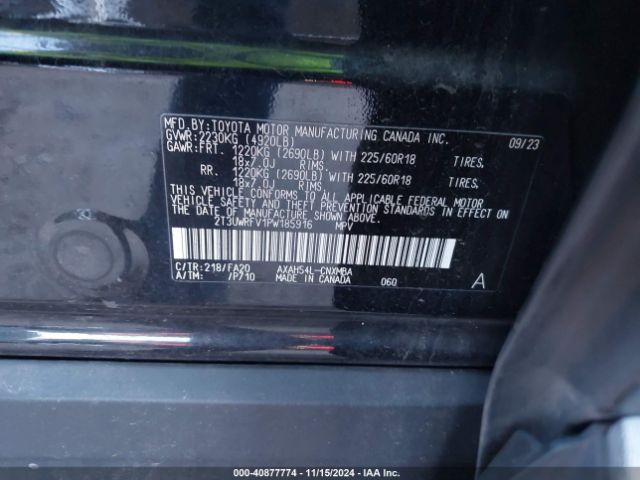 MFD. BY: TOYOTA MOTOR MANUFACTURING CANADA INC. 09/23
GVWR: 2230KG (4920LB)
GAWR: FRT. 1220KG (2690LB) WITH 225/60R18 TIRES.
18x7.0J RIMS
RR. 1220KG (2690LB) WITH 225/60R18 TIRES.
18x7.0J RIMS.
THIS VEHICLE CONFORMS TO ALL APPLICABLE FEDERAL MOTOR
VEHICLE SAFETY AND THEFT PREVENTION STANDARDS IN EFFECT ON
THE DATE OF MANUFACTURE SHOWN ABOVE.
2T3UWRFV1PW185916 MPV
C/TR: 218/FA20 AXAH54L-CNXMBA
A/TM: /P710 MADE IN CANADA 060 A
000-40877774 - 11/15/2024 - IAA Inc.